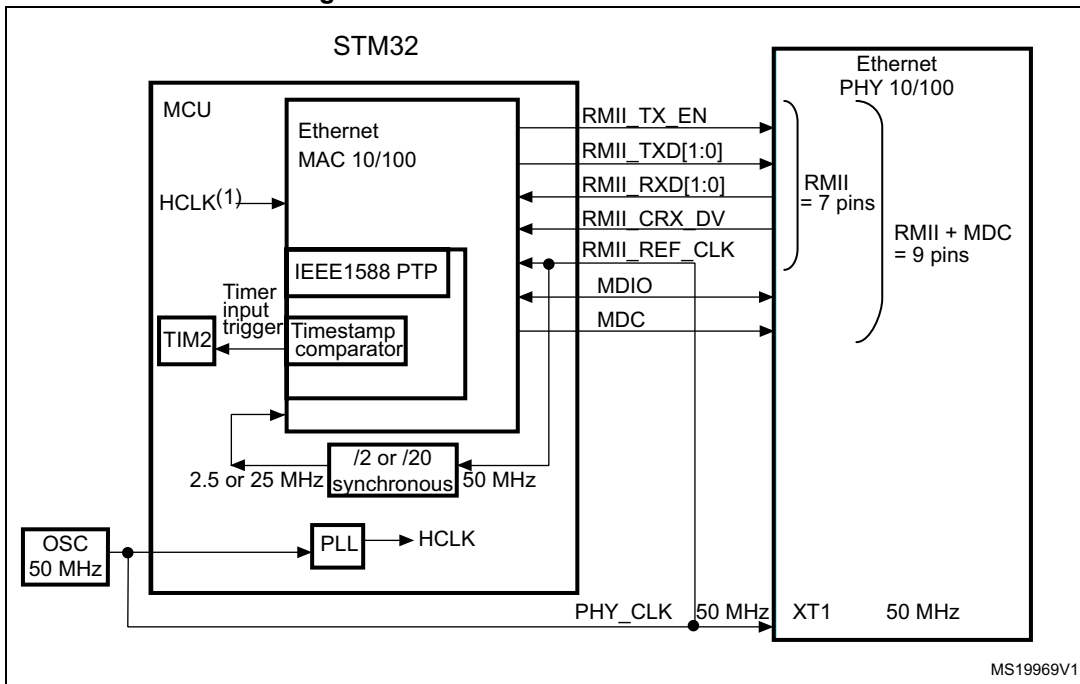 STM32
MCU
Ethernet
MAC 10/100
HCLK(1)
IEEE1588 PTP
Timer
input
trigger
TIM2
Timestamp
comparator
/2 or /20
synchronous
2.5 or 25 MHz
50 MHz
OSC
50 MHz
PLL
HCLK
RMII_TX_EN
RMII_TXD[1:0]
RMII_RXD[1:0]
RMII_CRX_DV
RMII_REF_CLK
MDIO
MDC
Ethernet
PHY 10/100
RMII
= 7 pins
RMII + MDC
= 9 pins
PHY_CLK 50 MHz
XT1 50 MHz
MS19969V1